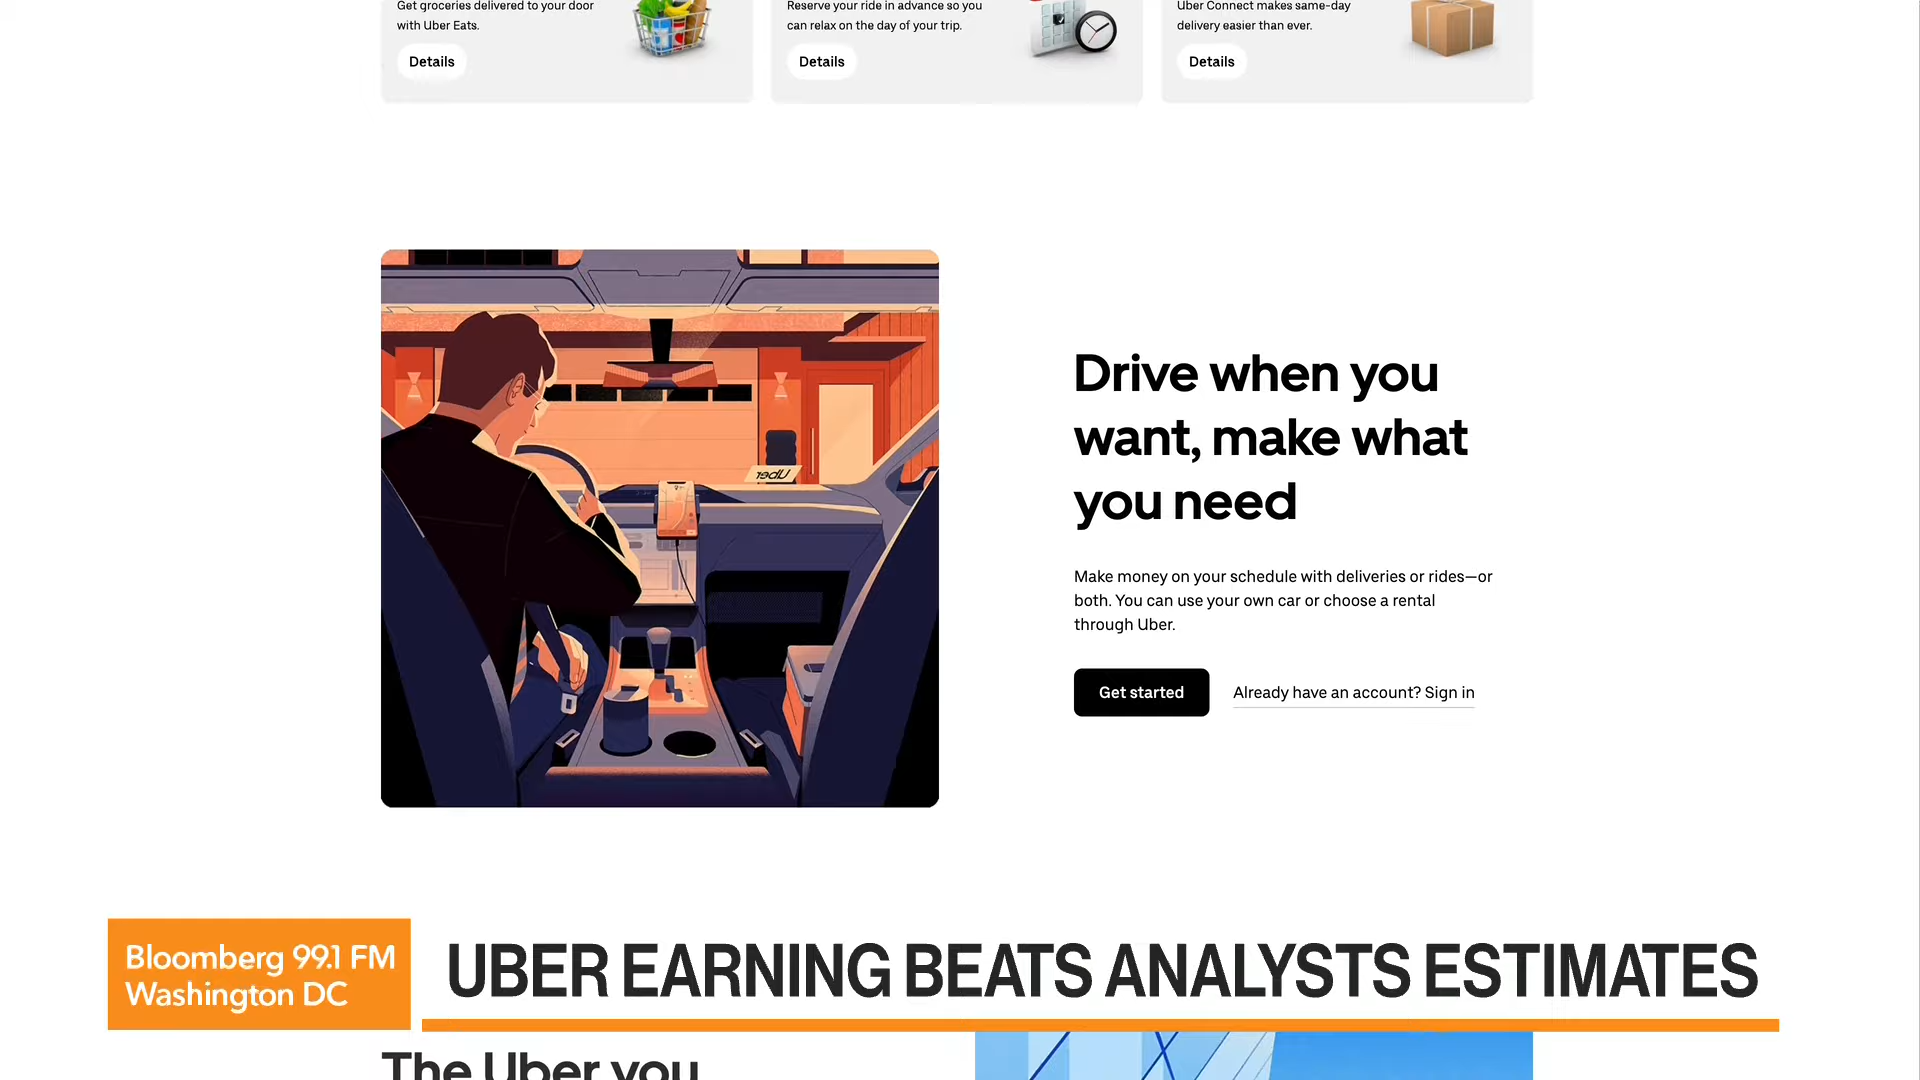 Get groceries delivered to your door
with Uber Eats.
Details
Reserve your ride in advance so you
can relax on the day of your trip.
Details
Uber Connect makes same-day
delivery easier than ever.
Details
Uber
Drive when you
want, make what
you need
Make money on your schedule with deliveries or rides—or
both. You can use your own car or choose a rental
through Uber.
Get started
Already have an account? Sign in
Bloomberg 99.1 FM
Washington DC
UBER EARNING BEATS ANALYSTS ESTIMATES
The Uber you